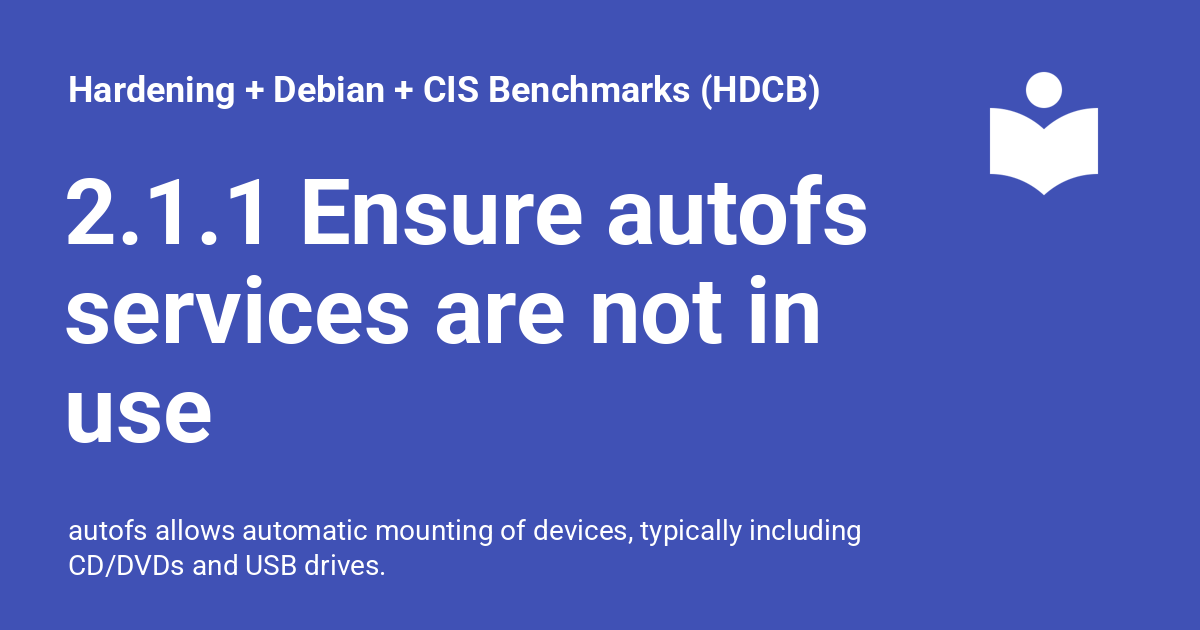 Hardening + Debian + CIS Benchmarks (HDCB)
2.1.1 Ensure autofs
services are not in
use
autofs allows automatic mounting of devices, typically including
CD/DVDs and USB drives.